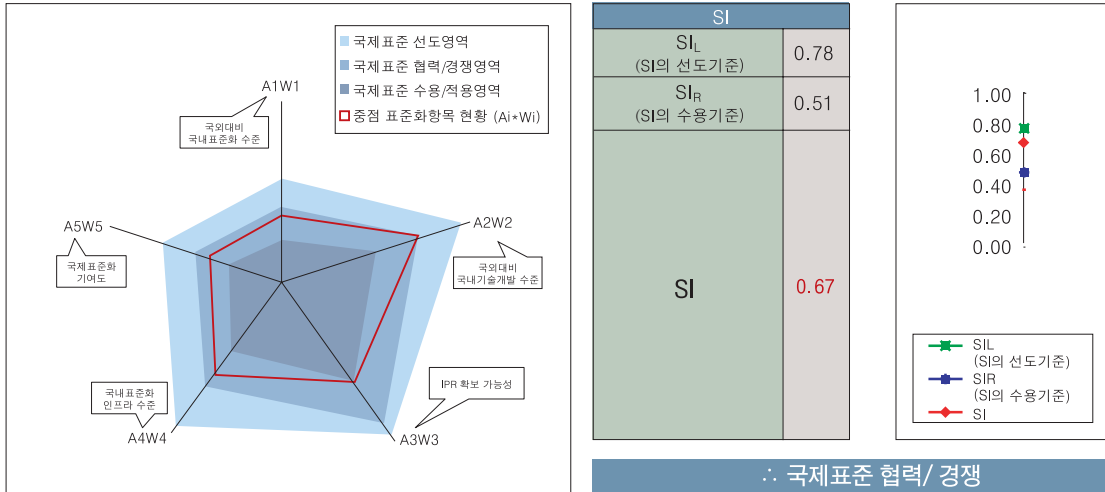 국제표준 선도영역
국제표준 협력/경쟁영역
국제표준 수용/적용영역
중점 표준화항목 현황 (Ai*Wi)
A1W1
국외대비
국내표준화 수준
A2W2
국외대비
국내기술개발 수준
A5W5
국제표준화
기여도
국내표준화
인프라 수준
A4W4
IPR 확보 가능성
A3W3
SI
SIL
(SI의 선도기준)
0.78
SIR
(SI의 수용기준)
0.51
SI
0.67
1.00
0.80
0.60
0.40
0.20
0.00
SIL
(SI의 선도기준)
SIR
(SI의 수용기준)
SI
∴ 국제표준 협력/ 경쟁